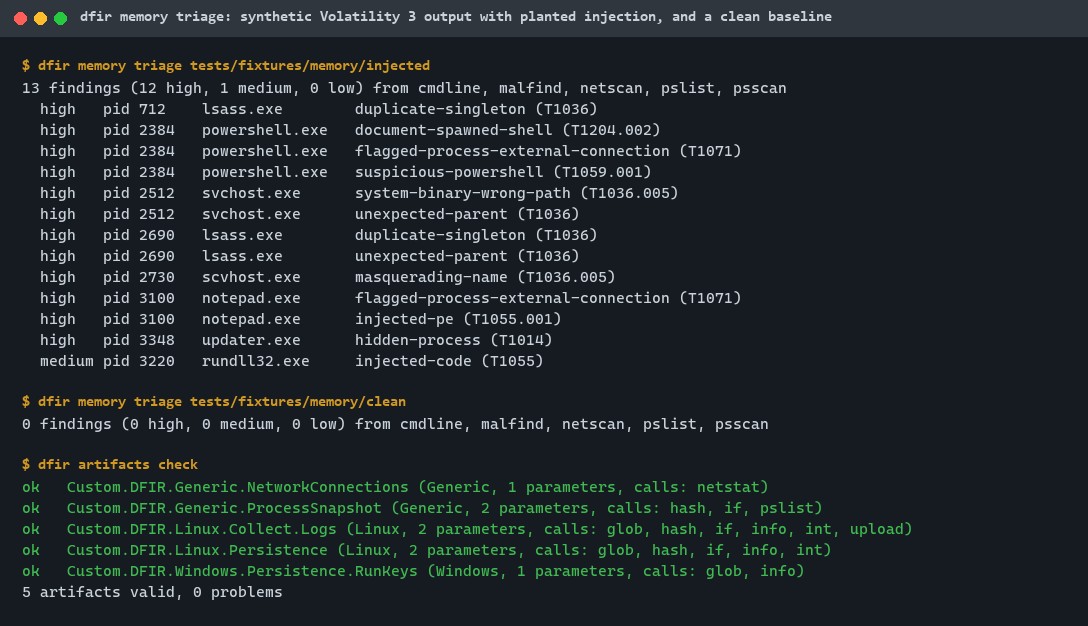 dfir memory triage: synthetic Volatility 3 output with planted injection, and a clean baseline
$ dfir memory triage tests/fixtures/memory/injected
13 findings (12 high, 1 medium, 0 low) from cmdline, malfind, netscan, pslist, psscan
high pid 712 lsass.exe duplicate-singleton (T1036)
high pid 2384 powershell.exe document-spawned-shell (T1204.002)
high pid 2384 powershell.exe flagged-process-external-connection (T1071)
high pid 2384 powershell.exe suspicious-powershell (T1059.001)
high pid 2512 svchost.exe system-binary-wrong-path (T1036.005)
high pid 2512 svchost.exe unexpected-parent (T1036)
high pid 2690 lsass.exe duplicate-singleton (T1036)
high pid 2690 lsass.exe unexpected-parent (T1036)
high pid 2730 scvhost.exe masquerading-name (T1036.005)
high pid 3100 notepad.exe flagged-process-external-connection (T1071)
high pid 3100 notepad.exe injected-pe (T1055.001)
high pid 3348 updater.exe hidden-process (T1014)
medium pid 3220 rundll32.exe injected-code (T1055)
$ dfir memory triage tests/fixtures/memory/clean
0 findings (0 high, 0 medium, 0 low) from cmdline, malfind, netscan, pslist, psscan
$ dfir artifacts check
ok Custom.DFIR.Generic.NetworkConnections (Generic, 1 parameters, calls: netstat)
ok Custom.DFIR.Generic.ProcessSnapshot (Generic, 2 parameters, calls: hash, if, pslist)
ok Custom.DFIR.Linux.Collect.Logs (Linux, 2 parameters, calls: glob, hash, if, info, int, upload)
ok Custom.DFIR.Linux.Persistence (Linux, 2 parameters, calls: glob, hash, if, info, int)
ok Custom.DFIR.Windows.Persistence.RunKeys (Windows, 1 parameters, calls: glob, info)
5 artifacts valid, 0 problems